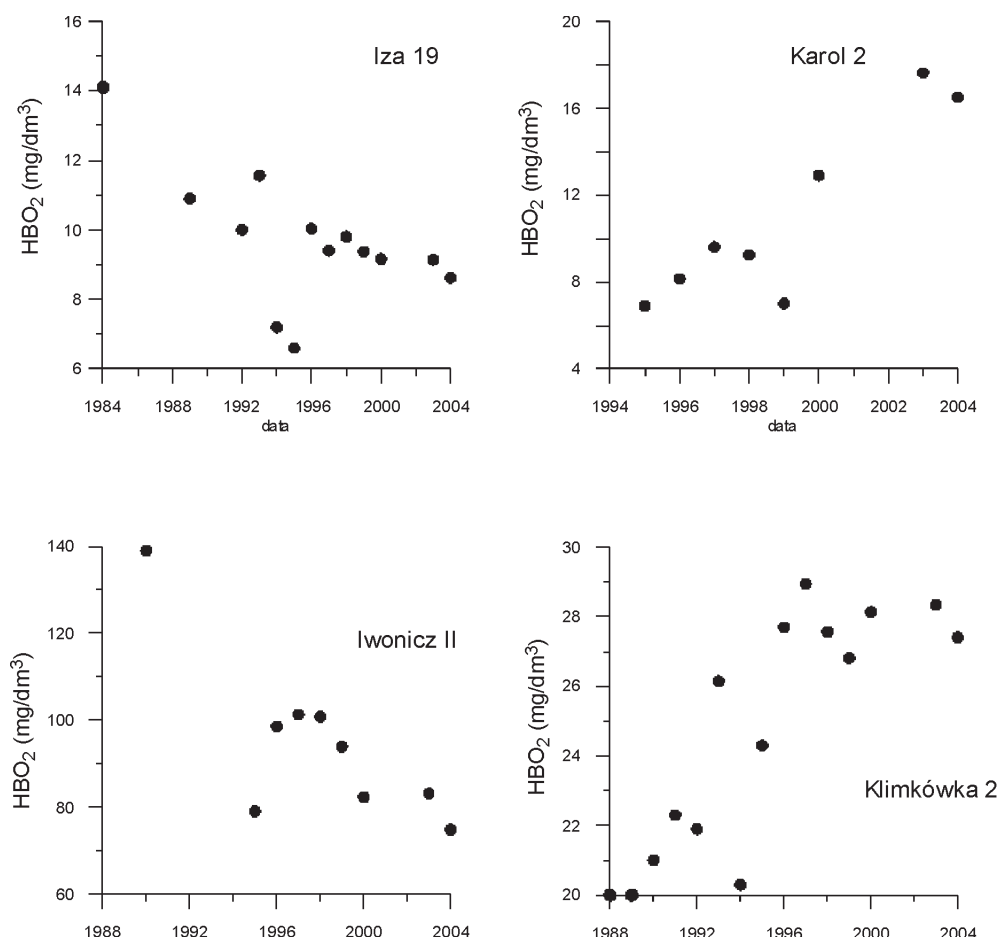 16
14
12
10
8
6
HBO2 (mg/dm3)
Iza 19
1984 1988 1992 1996 2000 2004
data
20
16
12
8
4
HBO2 (mg/dm3)
Karol 2
1994 1996 1998 2000 2002 2004
data
140
120
100
80
60
HBO2 (mg/dm3)
Iwonicz II
1988 1992 1996 2000 2004
30
28
26
24
22
20
HBO2 (mg/dm3)
Klimkówka 2
1988 1992 1996 2000 2004